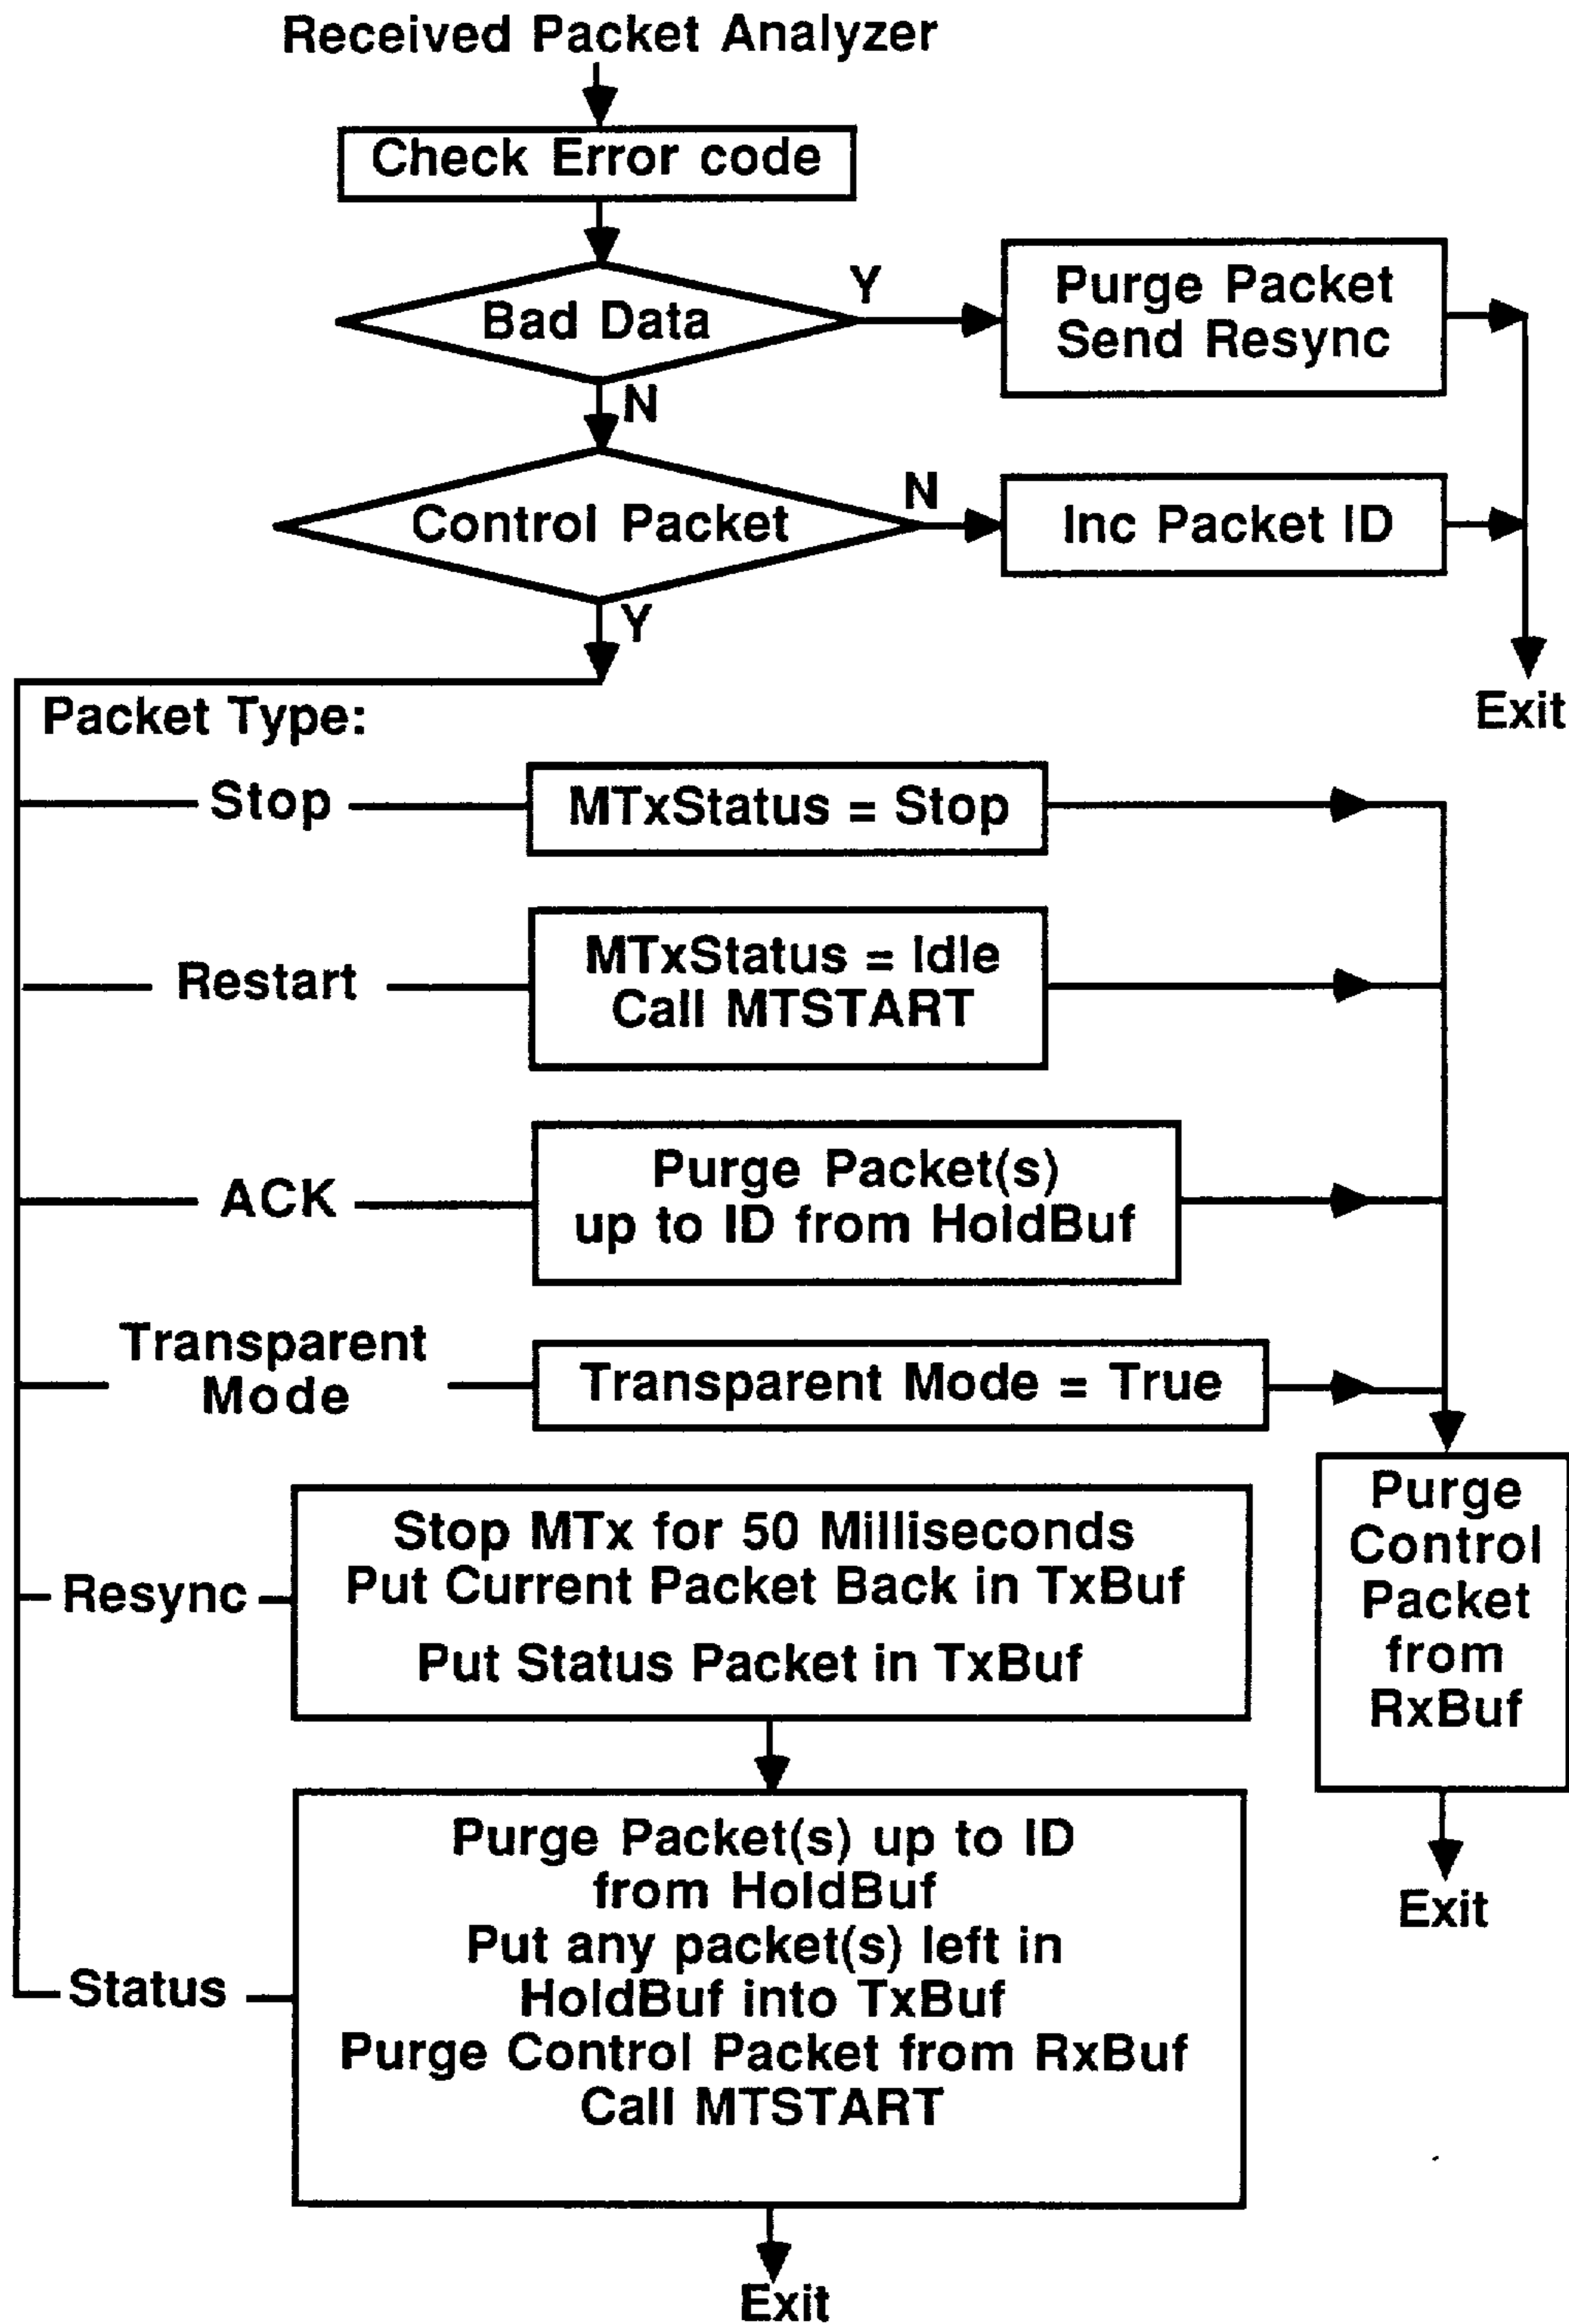 Received Packet Analyzer
Check Error code
Bad Data
Y
Purge Packet
Send Resync
N
Control Packet
N
Inc Packet ID
Y
Exit
Packet Type:
Stop
MTxStatus = Stop
Restart
MTxStatus = Idle
Call MTSTART
ACK
Purge Packet(s)
up to ID from HoldBuf
Transparent
Mode
Transparent Mode = True
Purge
Control
Packet
from
RxBuf
Exit
Resync
Stop MTx for 50 Milliseconds
Put Current Packet Back in TxBuf
Put Status Packet in TxBuf
Status
Purge Packet(s) up to ID
from HoldBuf
Put any packet(s) left in
HoldBuf into TxBuf
Purge Control Packet from RxBuf
Call MTSTART
Exit